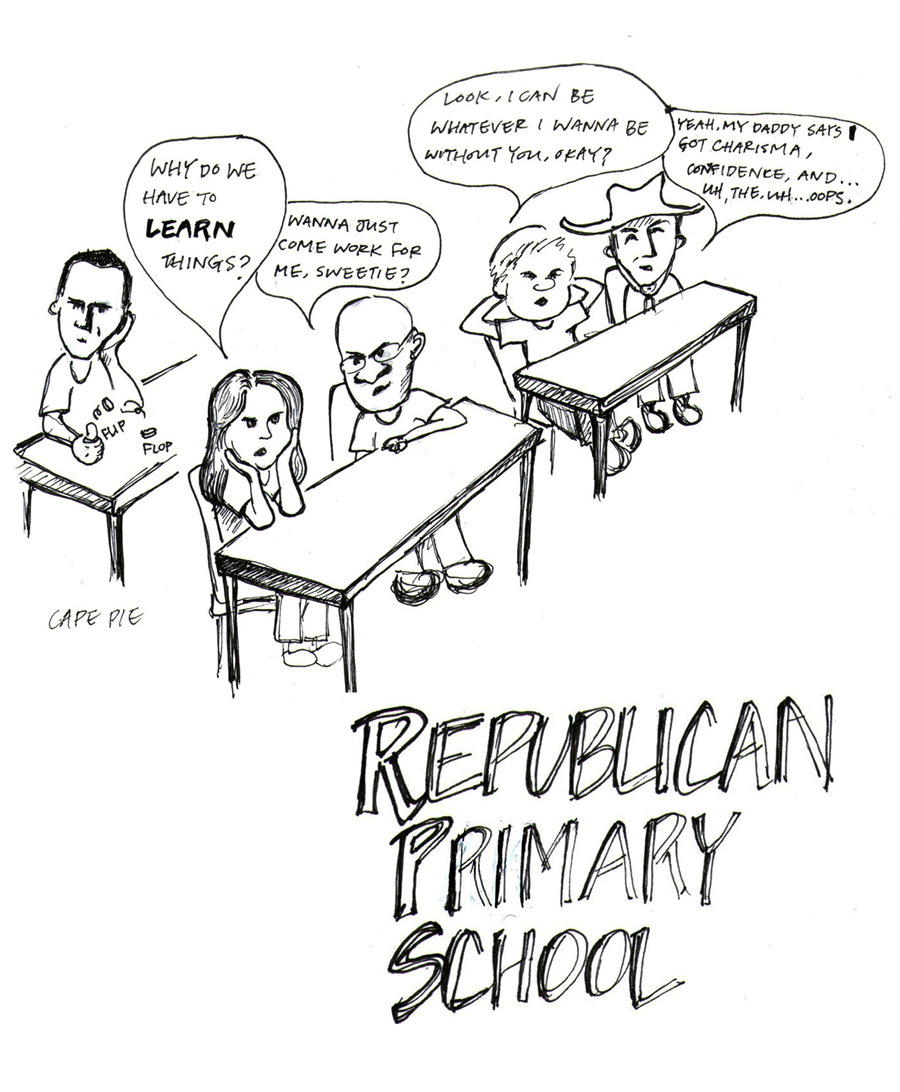 LOOK, I CAN BE
WHATEVER I WANNA BE
WITHOUT YOU, OKAY?
YEAH, MY DADDY SAYS I
GOT CHARISMA,
CONFIDENKE, AND...
UH, THE, UH...OOPS.
WHY DO WE
HAVE TO
LEARN
THINGS?
WANNA JUST
COME WORK FOR
ME, SWEETIE?
FLIP
FLOP
CAPE PIE
REPUBLICAN
PRIMARY
SCHOOL